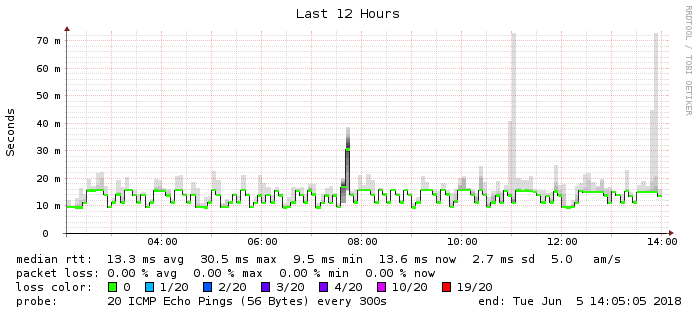 Last 12 Hours
RRDTOOL / TOBI OETIKER
Seconds
70 m
60 m
50 m
40 m
30 m
20 m
10 m
0
04:00 06:00 08:00 10:00 12:00 14:00
median rtt: 13.3 ms avg 30.5 ms max 9.5 ms min 13.6 ms now 2.7 ms sd 5.0 am/s
packet loss: 0.00 % avg 0.00 % max 0.00 % min 0.00 % now
loss color: 0 1/20 2/20 3/20 4/20 10/20 19/20
probe: 20 ICMP Echo Pings (56 Bytes) every 300s end: Tue Jun 5 14:05:05 2018